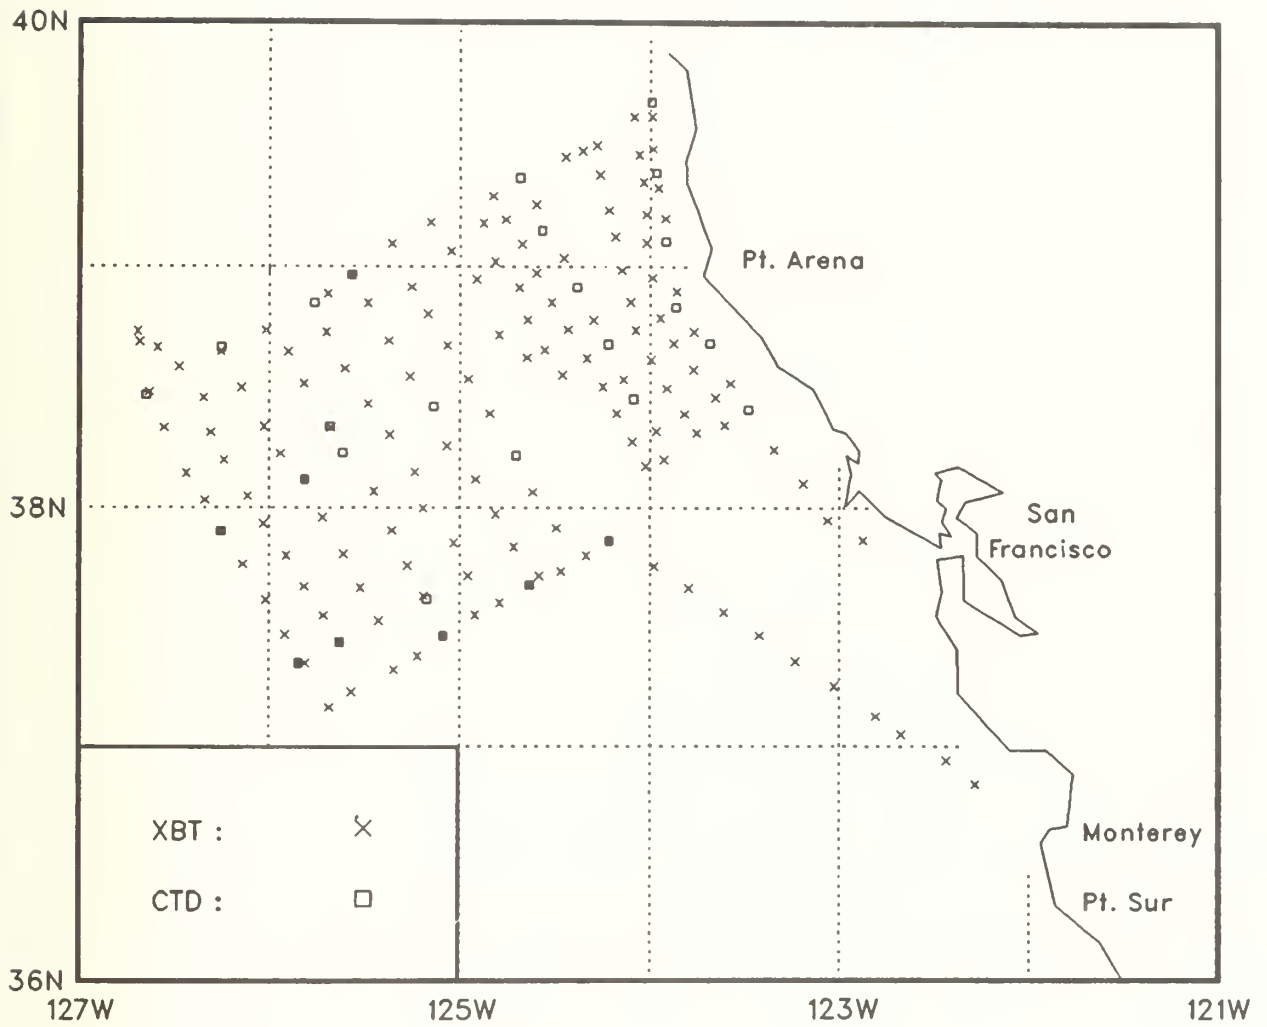 40N
Pt. Arena
38N
San
Francisco
XBT :
Monterey
CTD :
Pt. Sur
36N
127W 125W 123W 121W